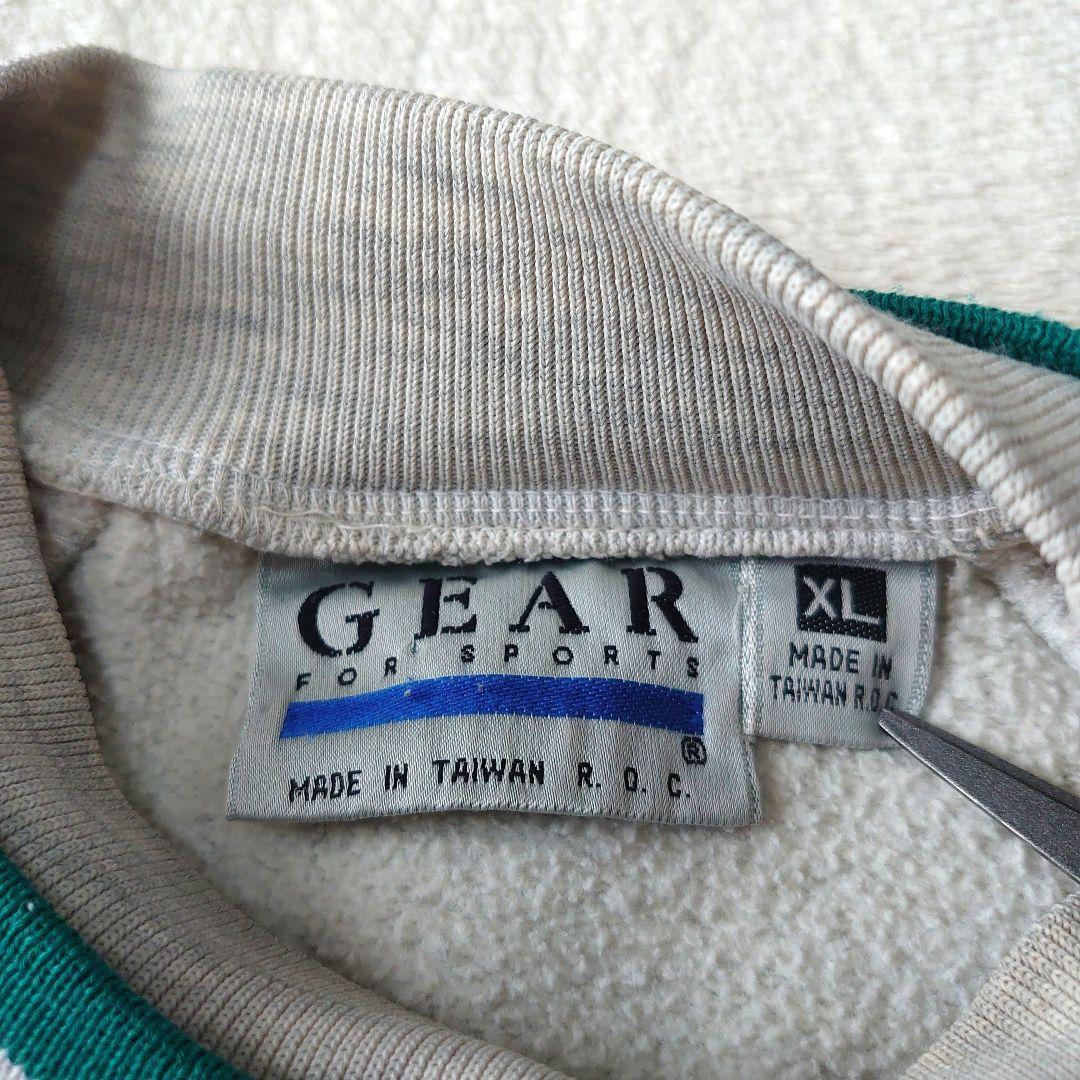 GEAR
FOR SPORTS
®
MADE IN TAIWAN R. O. C.
XL
MADE IN
TAIWAN R.O.C.